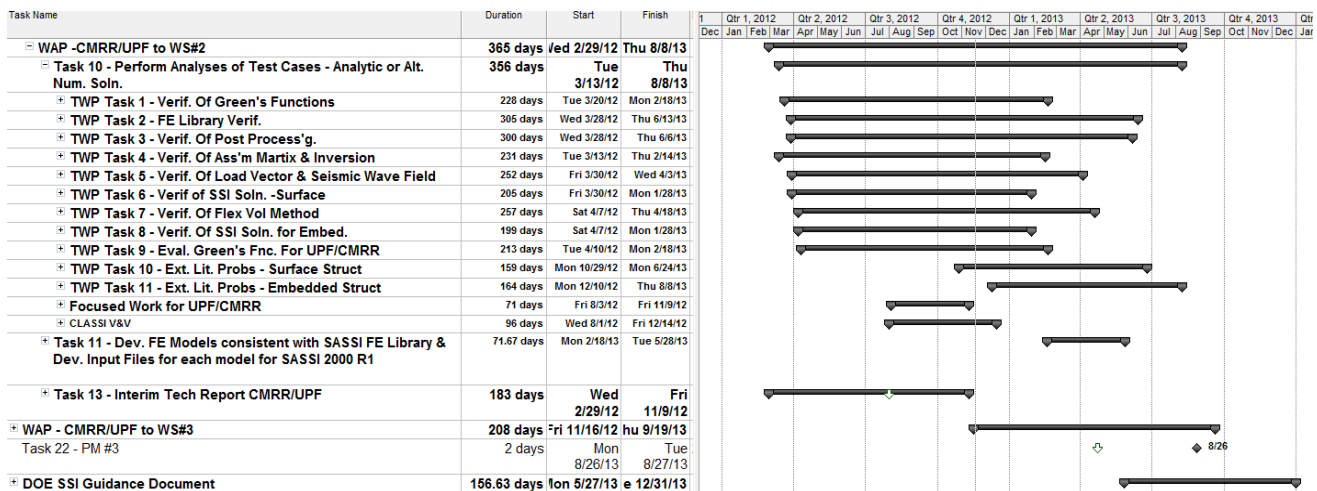 Task Name Duration Start Finish 1 Qtr 1, 2012 Qtr 2, 2012 Qtr 3, 2012 Qtr 4, 2012 Qtr 1, 2013 Qtr 2, 2013 Qtr 3, 2013 Qtr 4, 2013 Qtr
Dec Jan Feb Mar Apr May Jun Jul Aug Sep Oct Nov Dec Jan Feb Mar Apr May Jun Jul Aug Sep Oct Nov Dec Jan
WAP -CMRR/UPF to WS#2 365 days Ved 2/29/12 Thu 8/8/13
Task 10 - Perform Analyses of Test Cases - Analytic or Alt. 356 days Tue Thu
Num. Soln. 3/13/12 8/8/13
TWP Task 1 - Verif. Of Green's Functions 228 days Tue 3/20/12 Mon 2/18/13
TWP Task 2 - FE Library Verif. 305 days Wed 3/28/12 Thu 6/13/13
TWP Task 3 - Verif. Of Post Process'g. 300 days Wed 3/28/12 Thu 6/6/13
TWP Task 4 - Verif. Of Ass'm Martix & Inversion 231 days Tue 3/13/12 Thu 2/14/13
TWP Task 5 - Verif. Of Load Vector & Seismic Wave Field 252 days Fri 3/30/12 Wed 4/3/13
TWP Task 6 - Verif of SSI Soln. -Surface 205 days Fri 3/30/12 Mon 1/28/13
TWP Task 7 - Verif. Of Flex Vol Method 257 days Sat 4/7/12 Thu 4/18/13
TWP Task 8 - Verif. Of SSI Soln. for Embed. 199 days Sat 4/7/12 Mon 1/28/13
TWP Task 9 - Eval. Green's Fnc. For UPF/CMRR 213 days Tue 4/10/12 Mon 2/18/13
TWP Task 10 - Ext. Lit. Probs - Surface Struct 159 days Mon 10/29/12 Mon 6/24/13
TWP Task 11 - Ext. Lit. Probs - Embedded Struct 164 days Mon 12/10/12 Thu 8/8/13
Focused Work for UPF/CMRR 71 days Fri 8/3/12 Fri 11/9/12
CLASSI V&V 96 days Wed 8/1/12 Fri 12/14/12
Task 11 - Dev. FE Models consistent with SASSI FE Library & 71.67 days Mon 2/18/13 Tue 5/28/13
Dev. Input Files for each model for SASSI 2000 R1
Task 13 - Interim Tech Report CMRR/UPF 183 days Wed Fri
2/29/12 11/9/12
WAP - CMRR/UPF to WS#3 208 days Fri 11/16/12 hu 9/19/13
Task 22 - PM #3 2 days Mon Tue 8/26
8/26/13 8/27/13
DOE SSI Guidance Document 156.63 days Mon 5/27/13 e 12/31/13